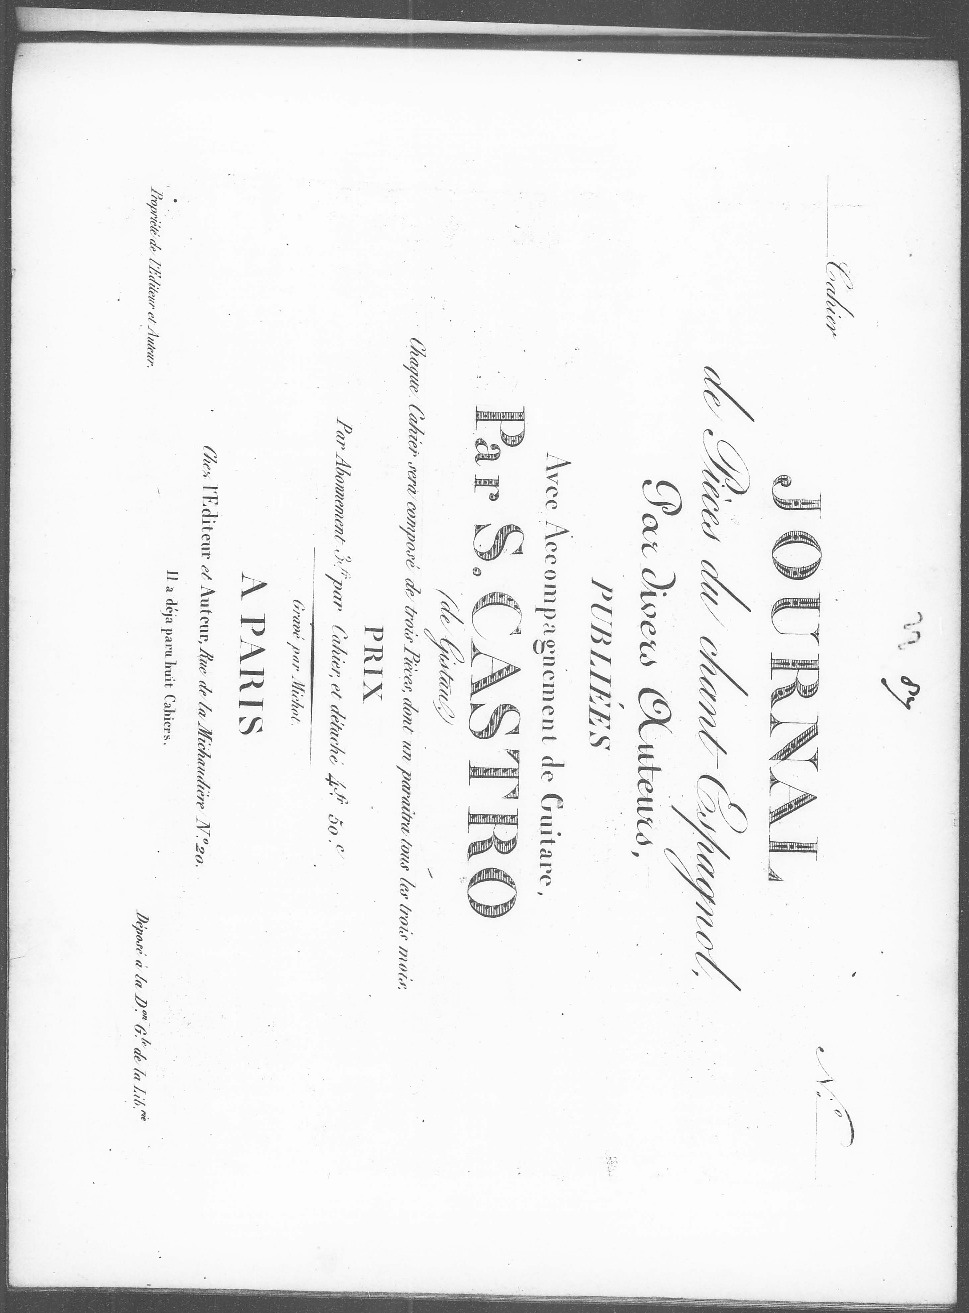 Cahier N.º
JOURNAL
de Pièces du chant Espagnol,
Par divers Auteurs,
PUBLIÉES
Avec Accompagnement de Guitare,
Par S. CASTRO
(de Gistau)
Chaque Cahier sera composé de trois Pièces, dont un paraitra tous les trois mois.
PRIX
Par Abonnement 3.fr par Cahier, et détaché 4.fr 50.c
Gravé par Michot.
A PARIS
Chez l'Editeur et Auteur, Rue de la Michaudière N.º 20.
Il a déja paru huit Cahiers.
Propriété de l'Editeur et Auteur.
Déposé à la D.on G.le de la Lib.rie